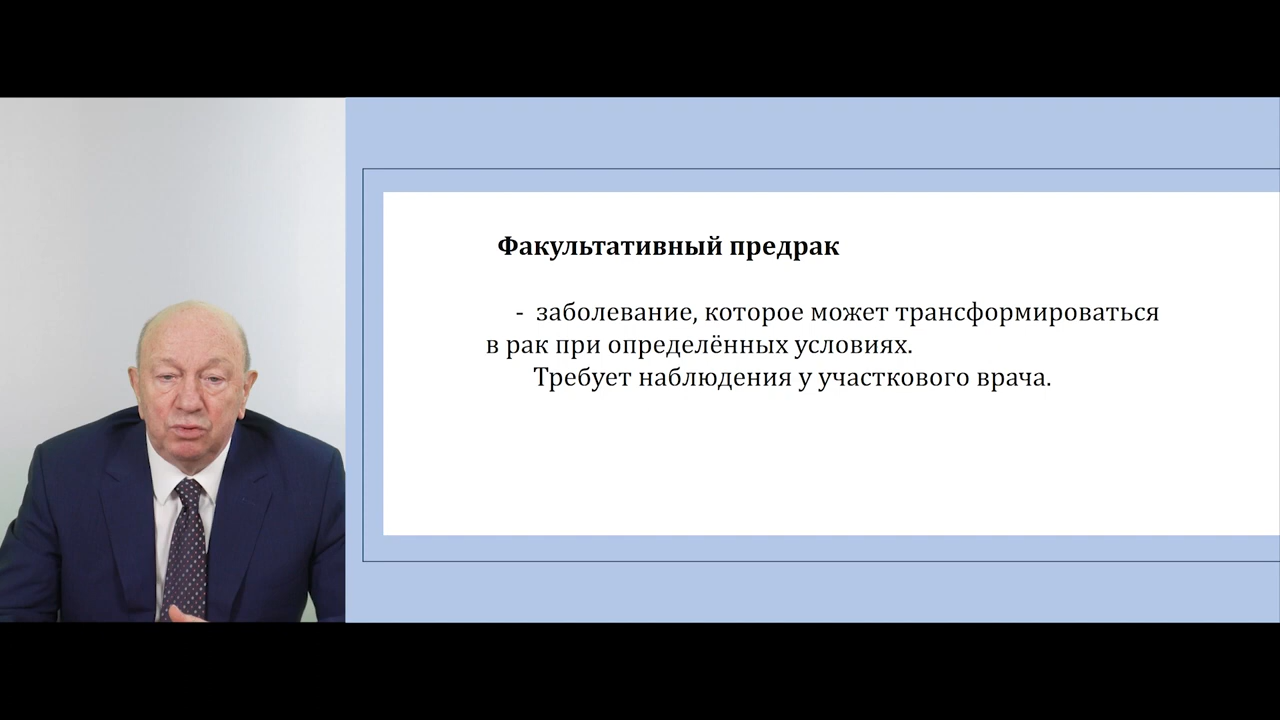 Факультативный предрак
- заболевание, которое может трансформироваться
в рак при определённых условиях.
Требует наблюдения у участкового врача.